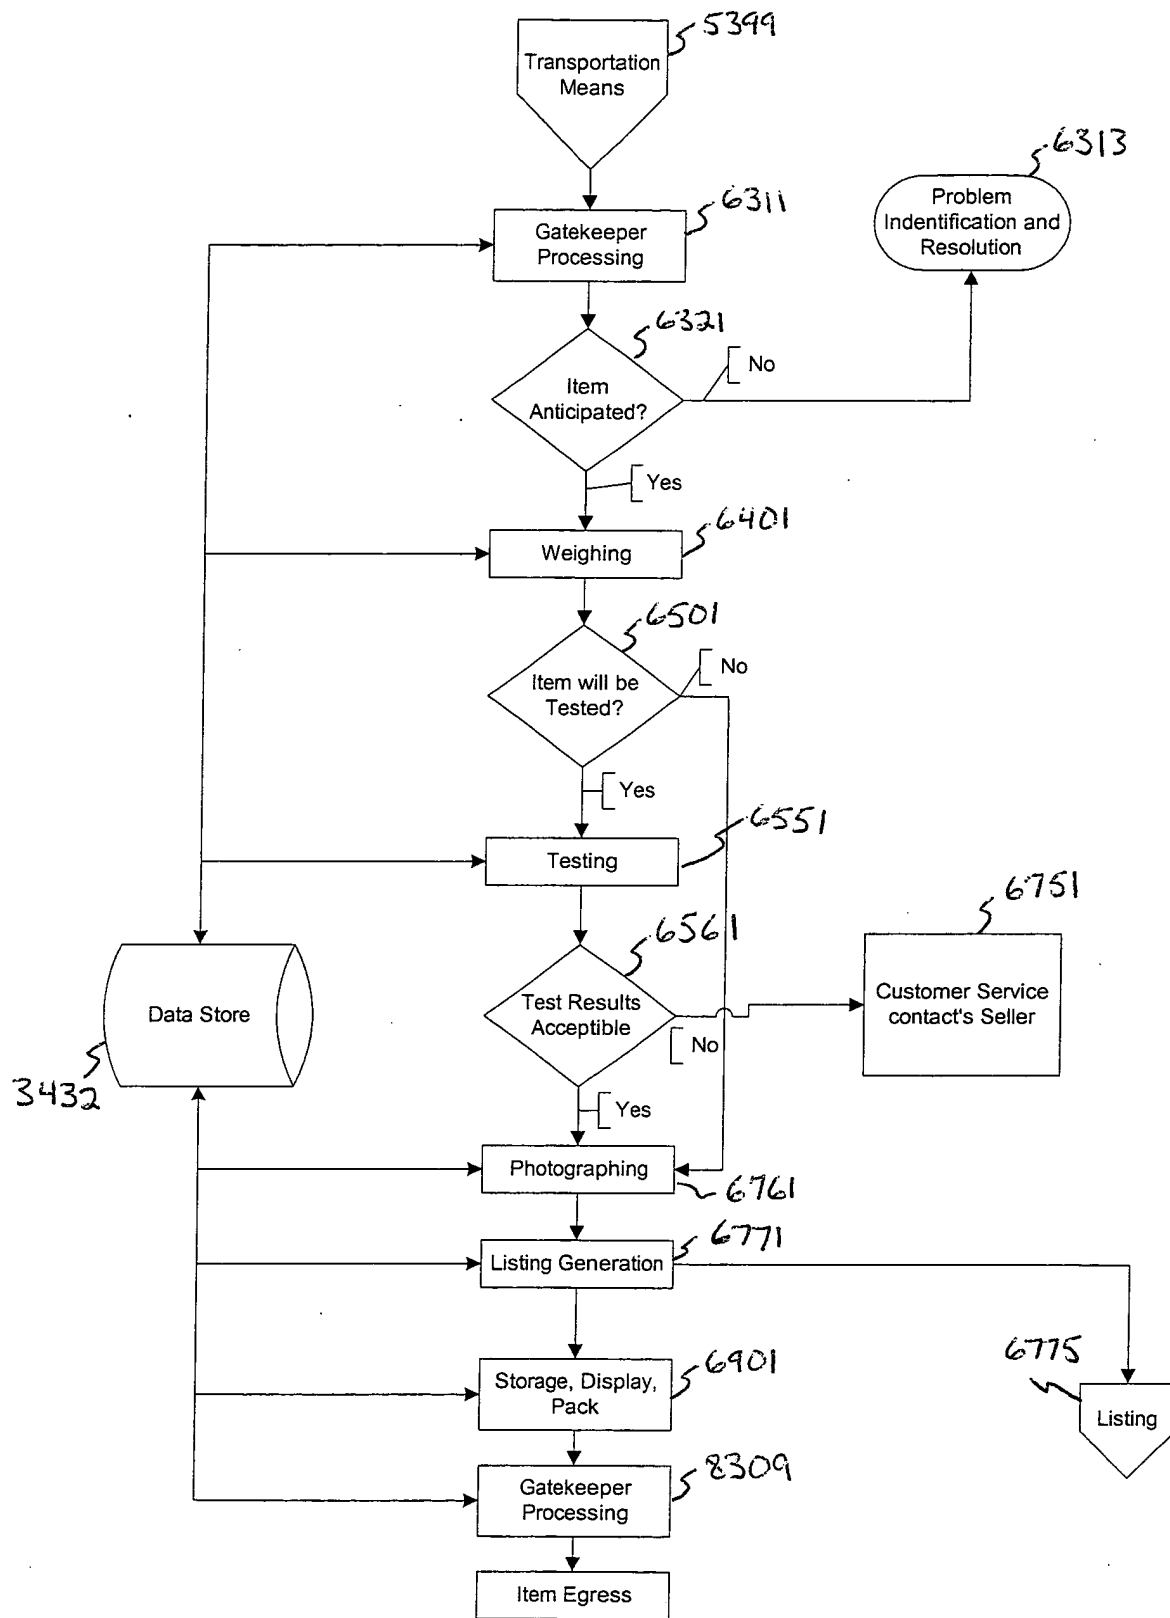 5399
Transportation
Means
6313
Problem
Indentification and
Resolution
6311
Gatekeeper
Processing
6321
Item
Anticipated?
No
Yes
6401
Weighing
6501
Item will be
Tested?
No
Yes
6551
Testing
6751
6561
Data Store
Test Results
Acceptible
Customer Service
contact's Seller
No
3432
Yes
Photographing
6761
6771
Listing Generation
6901
6775
Storage, Display,
Pack
Listing
8309
Gatekeeper
Processing
Item Egress